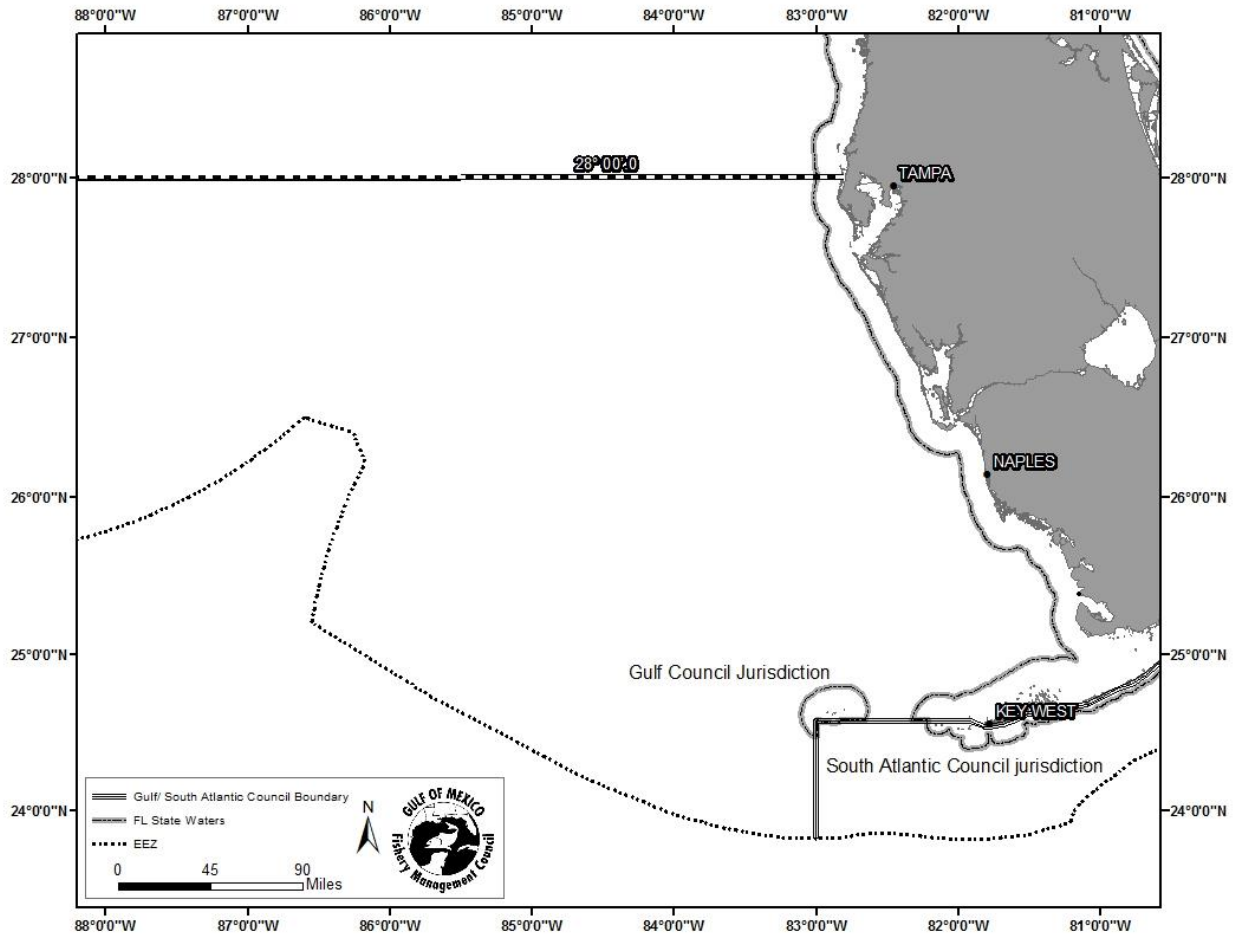 88°0'0"W 87°0'0"W 86°0'0"W 85°0'0"W 84°0'0"W 83°0'0"W 82°0'0"W 81°0'0"W
28° 00'.0
28°0'0"N 28°0'0"N
TAMPA
27°0'0"N 27°0'0"N
NAPLES
26°0'0"N 26°0'0"N
25°0'0"N 25°0'0"N
Gulf Council Jurisdiction
KEY-WEST
South Atlantic Council jurisdiction
24°0'0"N 24°0'0"N
Gulf/ South Atlantic Council Boundary
FL State Waters
EEZ
0 45 90
Miles
N
GULF OF MEXICO
Fishery Management Council
88°0'0"W 87°0'0"W 86°0'0"W 85°0'0"W 84°0'0"W 83°0'0"W 82°0'0"W 81°0'0"W